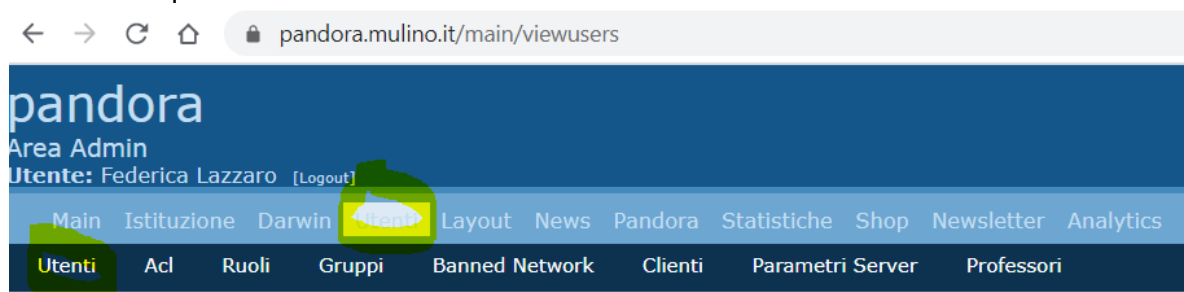 pandora.mulino.it/main/viewusers
pandora
Area Admin
Utente: Federica Lazzaro [Logout]
Main Istituzione Darwin Utenti Layout News Pandora Statistiche Shop Newsletter Analytics
Utenti Acl Ruoli Gruppi Banned Network Clienti Parametri Server Professori